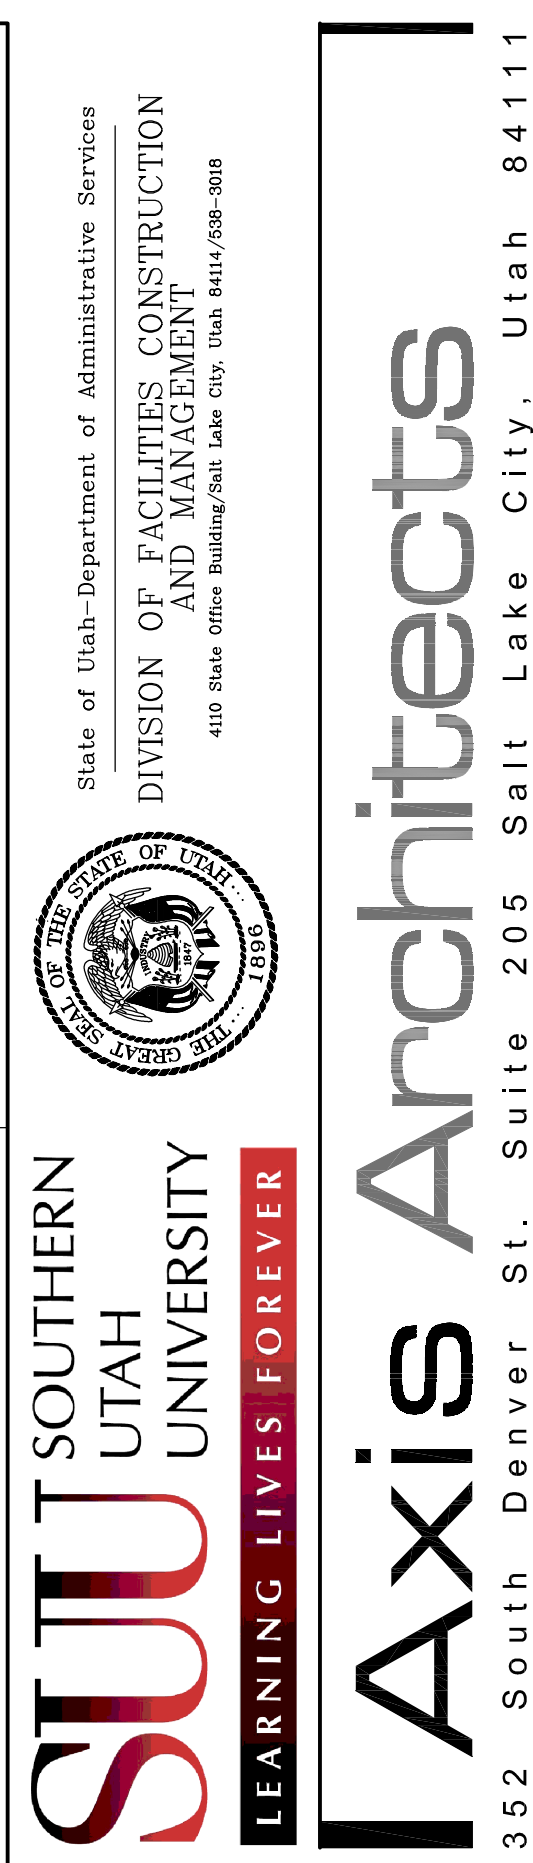 SUU
SOUTHERN
UTAH
UNIVERSITY
LEARNING LIVES FOREVER
THE GREAT SEAL OF THE STATE OF UTAH
INDUSTRY
1847
1896
State of Utah-Department of Administrative Services
DIVISION OF FACILITIES CONSTRUCTION
AND MANAGEMENT
4110 State Office Building/Salt Lake City, Utah 84114/538-3018
Axis Architects
352 South Denver St. Suite 205 Salt Lake City, Utah 84111